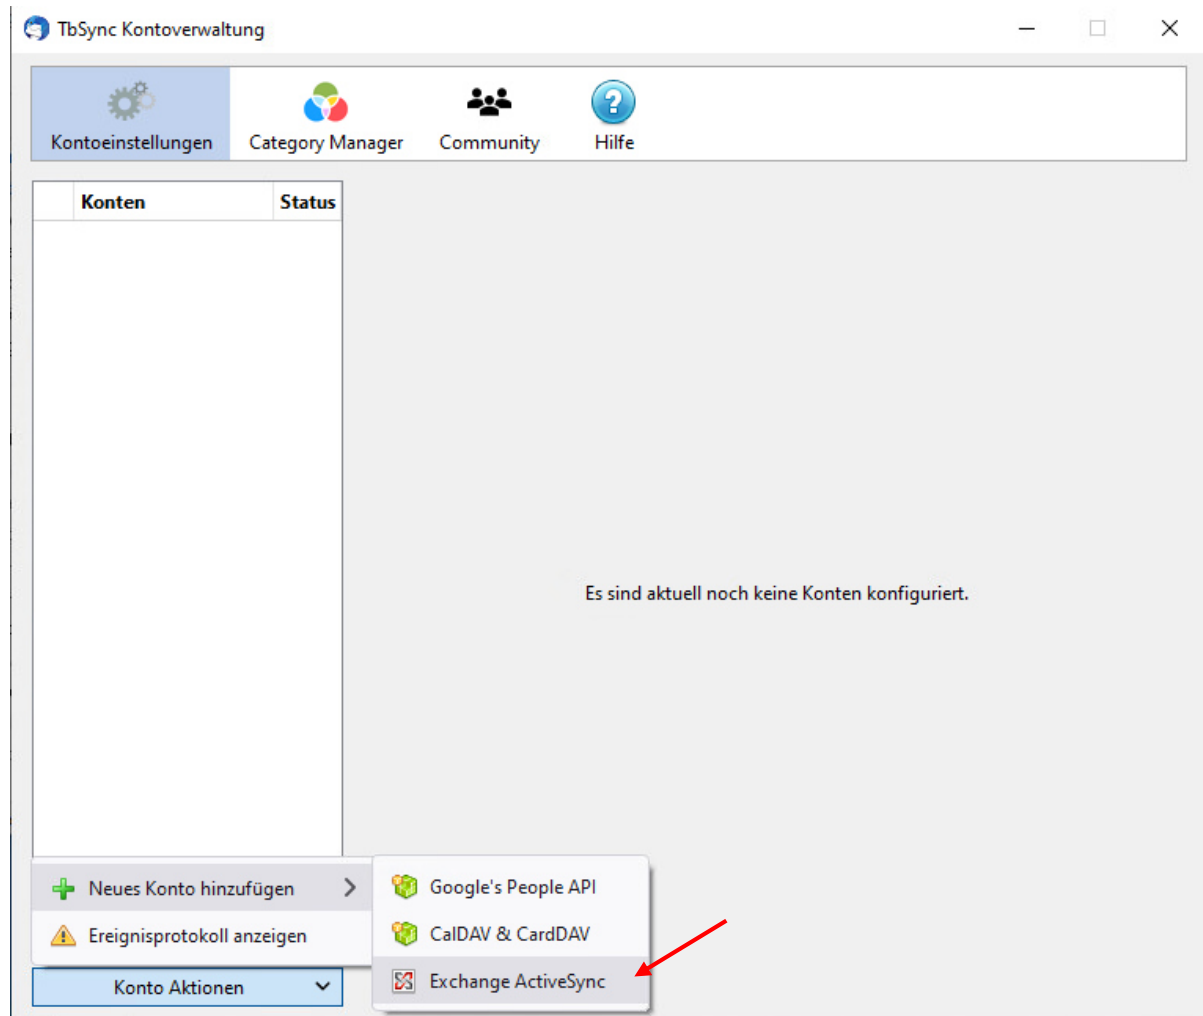 TbSync Kontoverwaltung
Kontoeinstellungen
Category Manager
Community
Hilfe
Konten Status
Es sind aktuell noch keine Konten konfiguriert.
Neues Konto hinzufügen
Ereignisprotokoll anzeigen
Konto Aktionen
Google's People API
CalDAV & CardDAV
Exchange ActiveSync